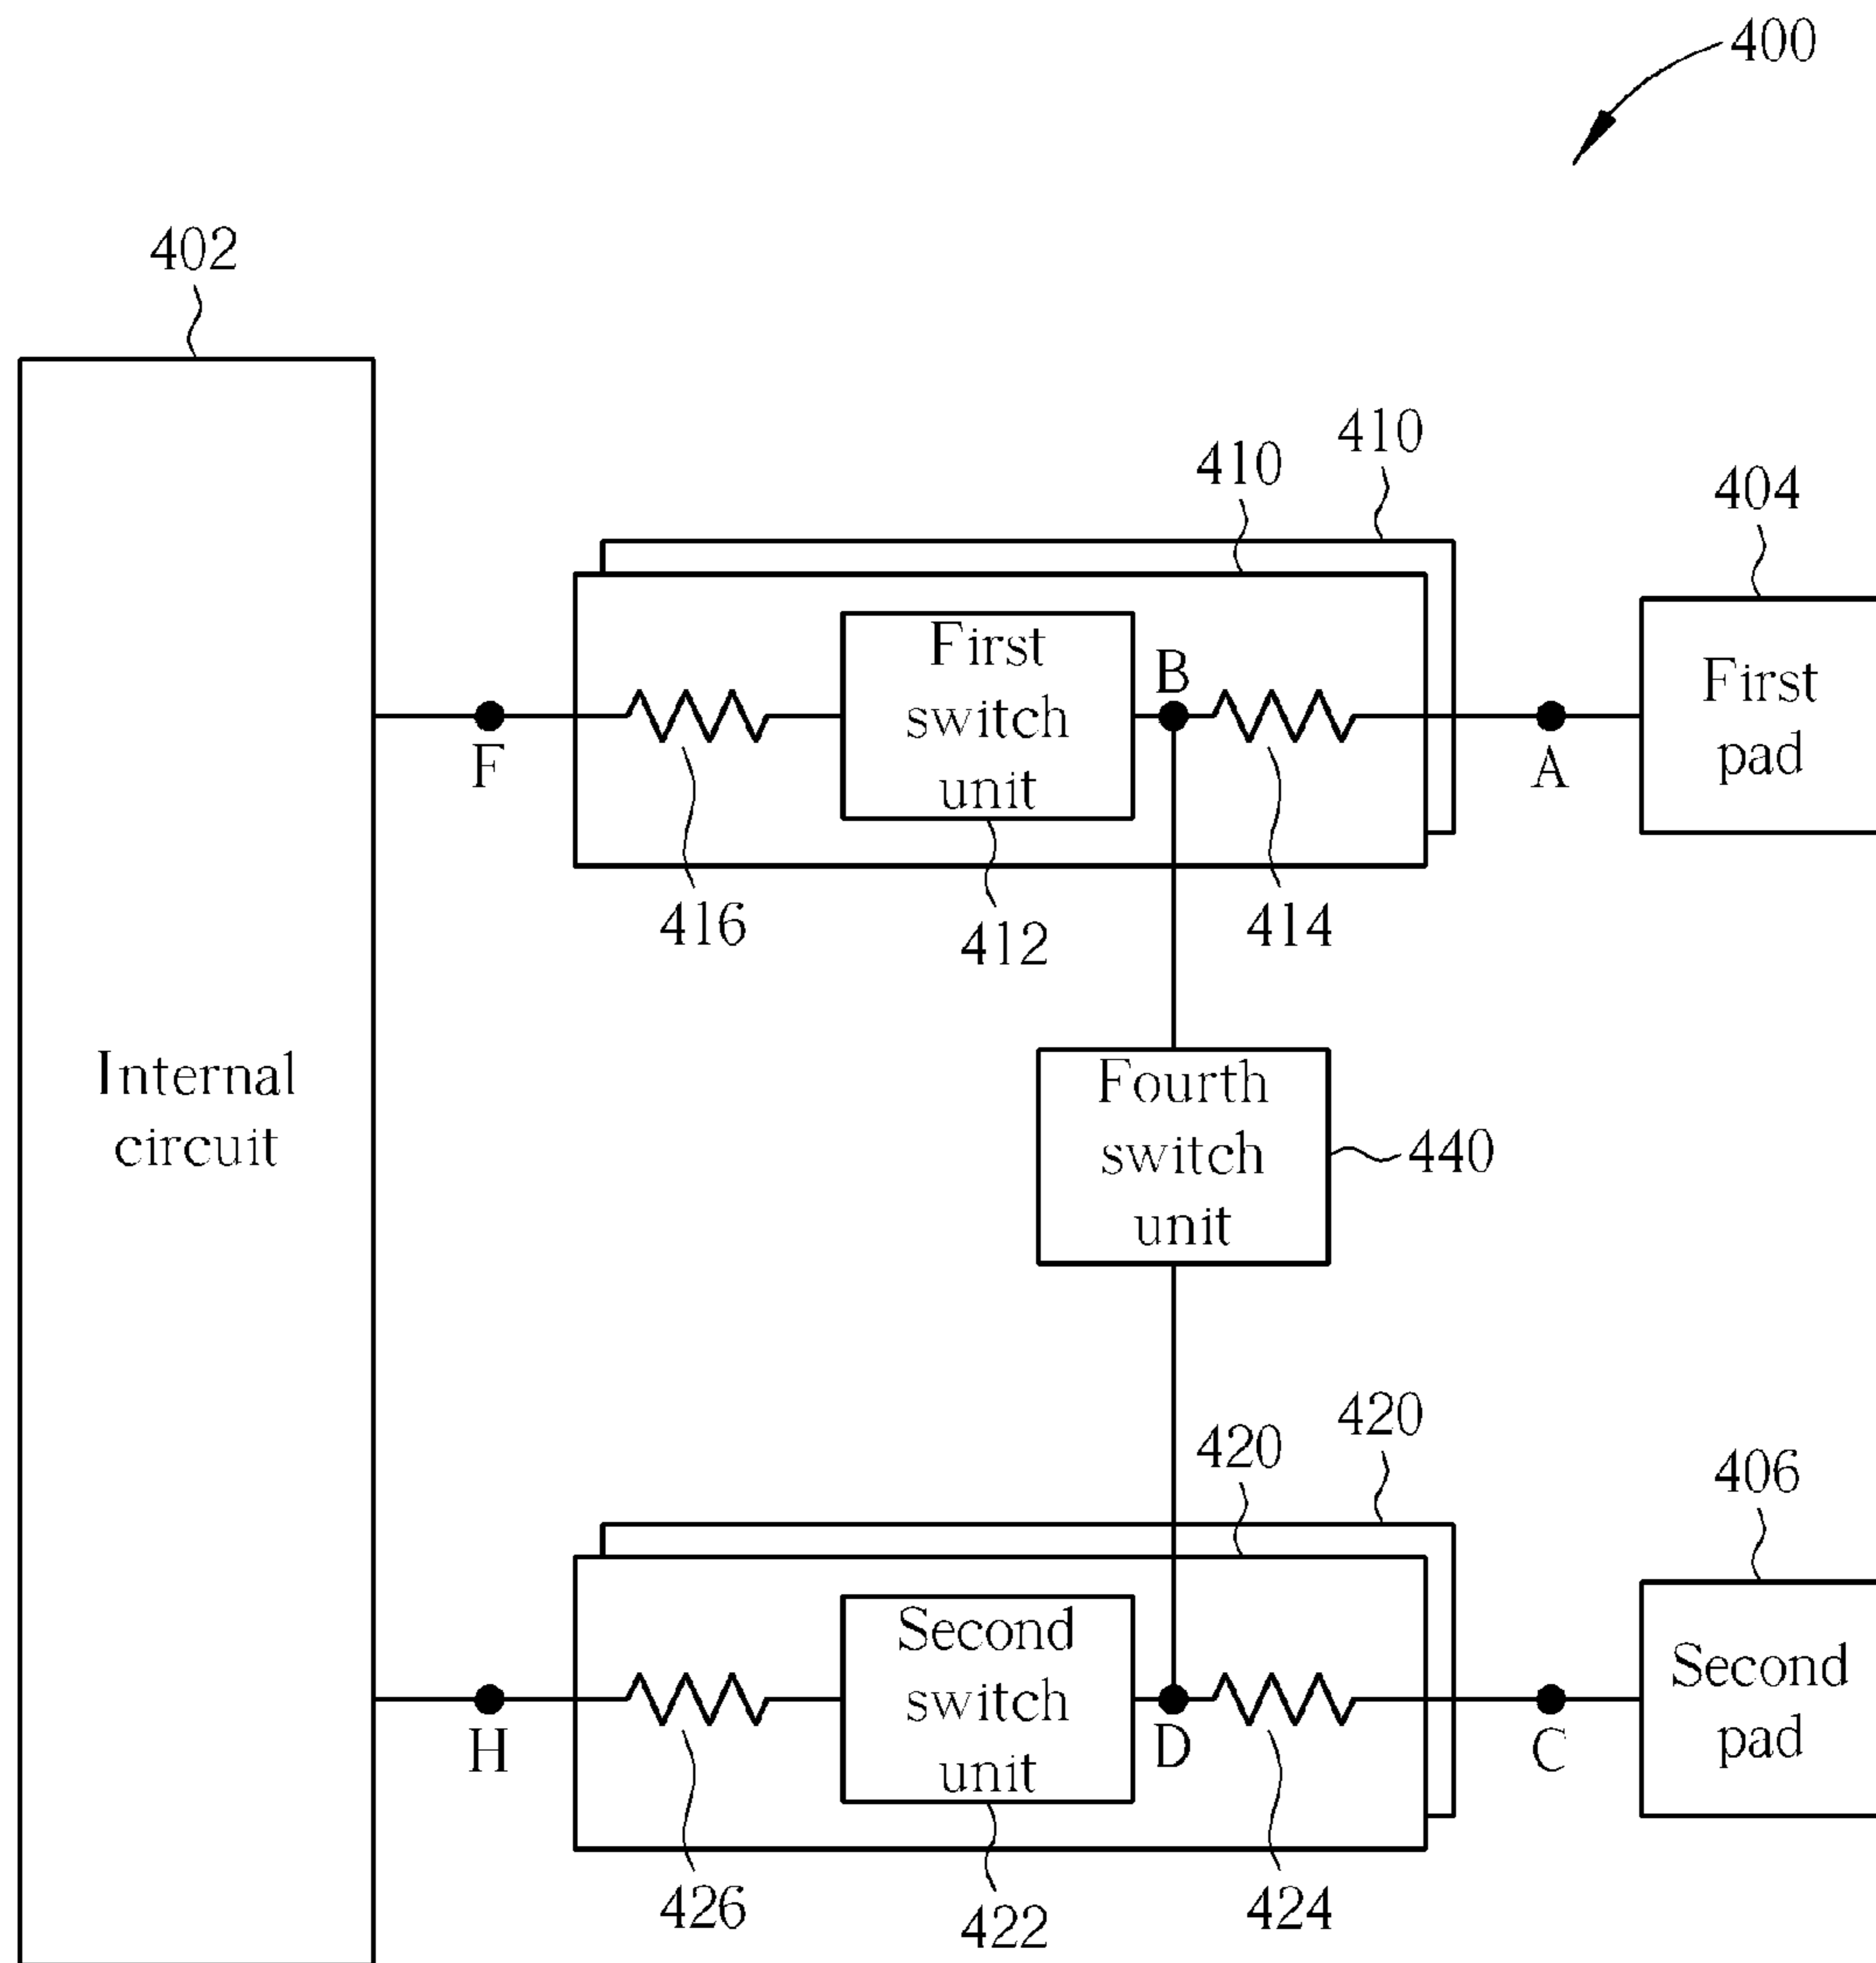 400
402
410
410
404
First
switch
unit
B
First
pad
F
A
416
412
414
Internal
circuit
Fourth
switch
unit
440
420
420
406
Second
switch
unit
Second
pad
H
D
C
426
422
424